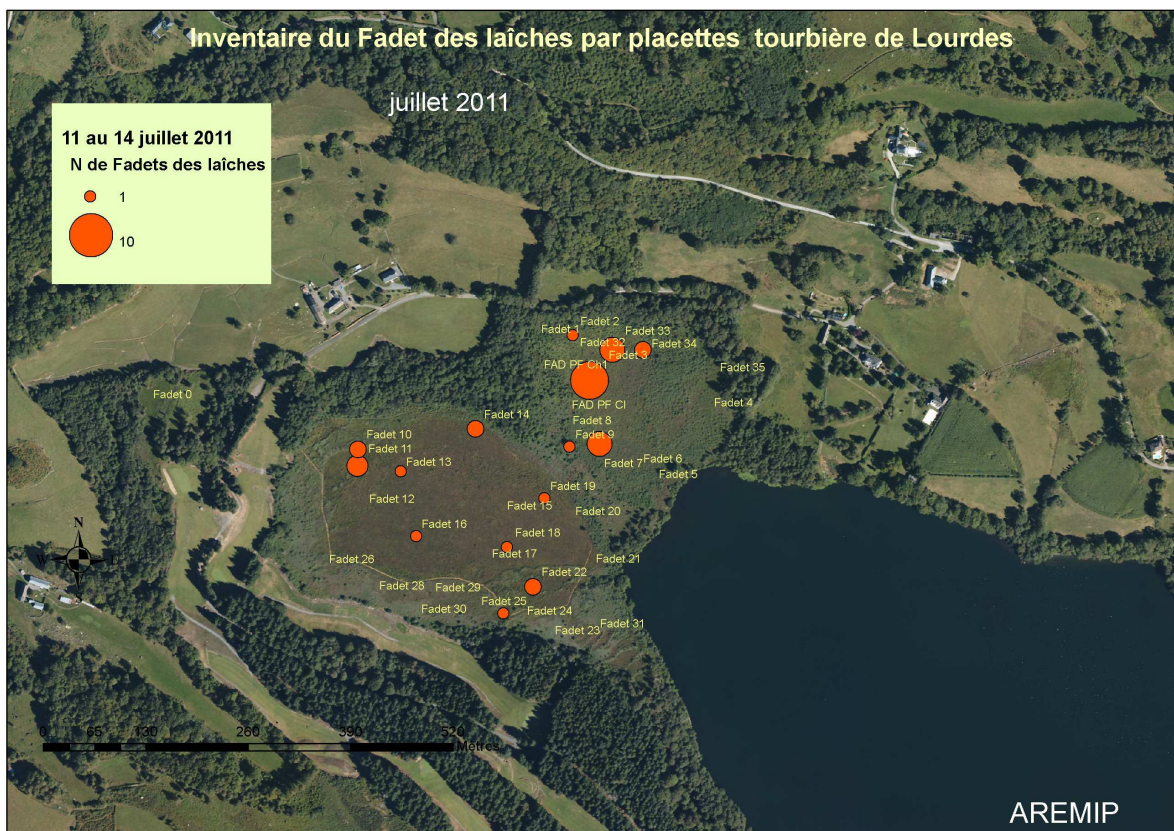 Inventaire du Fadet des laîches par placettes tourbière de Lourdes
juillet 2011
11 au 14 juillet 2011
N de Fadets des laîches
1
10
Fadet 2
Fadet 1
Fadet 33
Fadet 32
Fadet 34
Fadet 3
FAD PF Ch1
Fadet 35
Fadet 0
FAD PF Cl
Fadet 4
Fadet 14
Fadet 8
Fadet 10
Fadet 9
Fadet 11
Fadet 13
Fadet 7
Fadet 6
Fadet 5
Fadet 12
Fadet 19
Fadet 15
Fadet 20
Fadet 16
Fadet 18
Fadet 17
Fadet 26
Fadet 21
Fadet 22
Fadet 28
Fadet 29
Fadet 25
Fadet 30
Fadet 24
Fadet 31
Fadet 23
N
0 65 130 260 390 520
Mètres
AREMIP